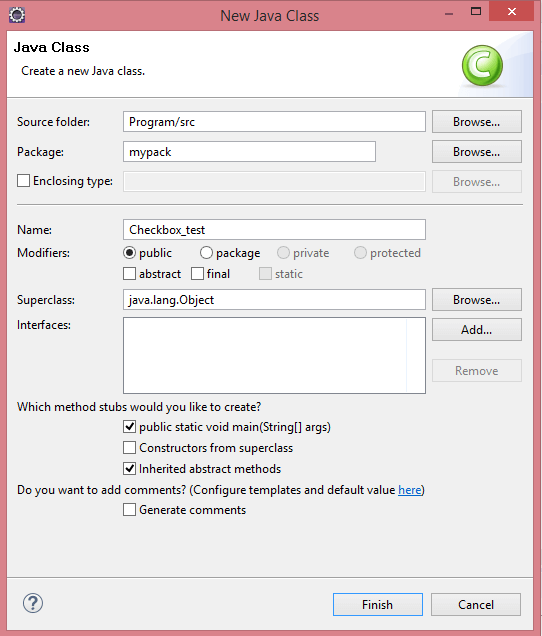 New Java Class
Java Class
Create a new Java class.
C
Source folder: Program/src Browse...
Package: mypack Browse...
Enclosing type: Browse...
Name: Checkbox_test
Modifiers: public package private protected
abstract final static
Superclass: java.lang.Object Browse...
Interfaces: Add...
Remove
Which method stubs would you like to create?
public static void main(String[] args)
Constructors from superclass
Inherited abstract methods
Do you want to add comments? (Configure templates and default value here)
Generate comments
? Finish Cancel